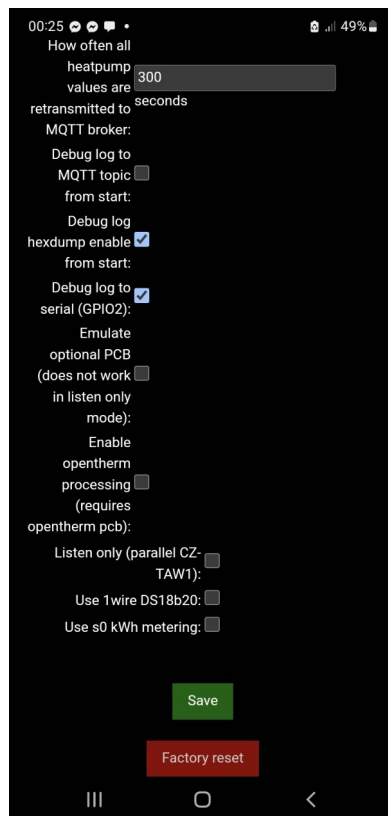 00:25 49%
How often all
heatpump
values are
retransmitted to
MQTT broker:
300
seconds
Debug log to
MQTT topic
from start:
Debug log
hexdump enable
from start:
Debug log to
serial (GPIO2):
Emulate
optional PCB
(does not work
in listen only
mode):
Enable
opentherm
processing
(requires
opentherm pcb):
Listen only (parallel CZ-
TAW1):
Use 1wire DS18b20:
Use s0 kWh metering:
Save
Factory reset